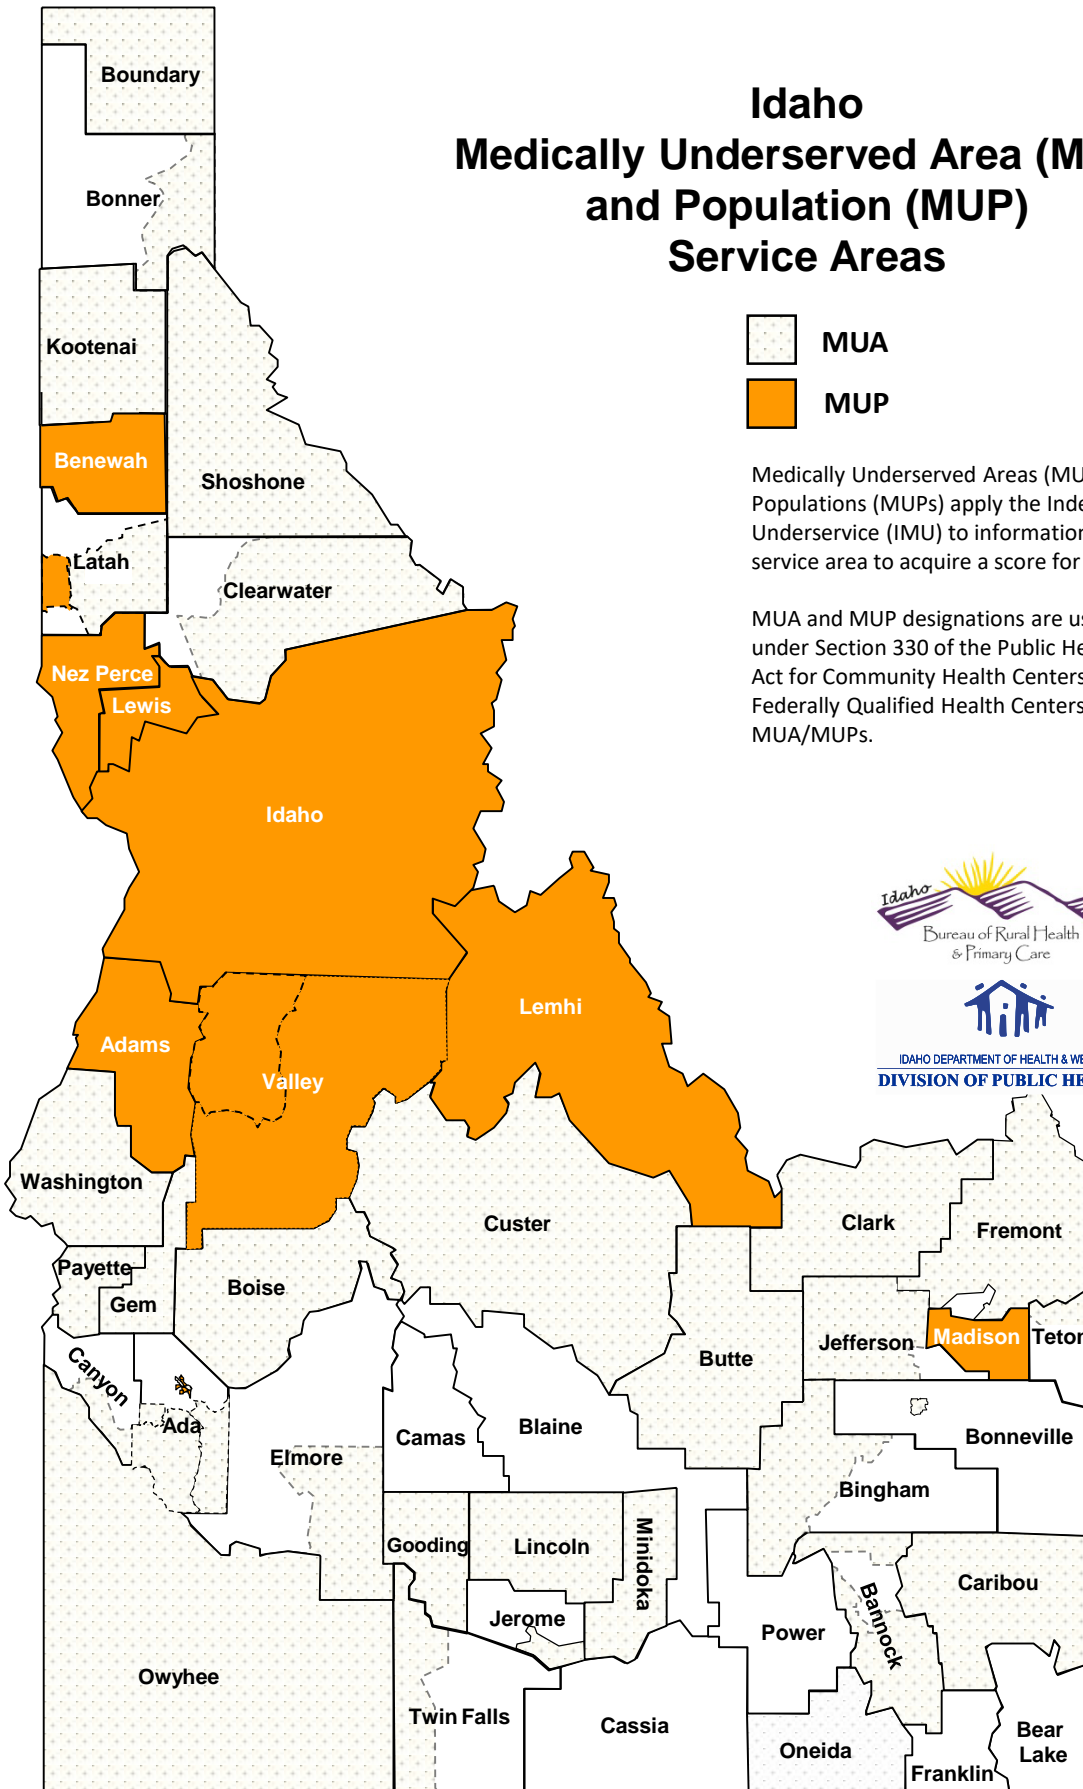 Idaho
Medically Underserved Area (M
and Population (MUP)
Service Areas
MUA
MUP
Medically Underserved Areas (MU
Populations (MUPs) apply the Inde
Underservice (IMU) to information
service area to acquire a score for
MUA and MUP designations are us
under Section 330 of the Public He
Act for Community Health Centers
Federally Qualified Health Centers
MUA/MUPs.
Idaho
Bureau of Rural Health
& Primary Care
IDAHO DEPARTMENT OF HEALTH & WE
DIVISION OF PUBLIC HE
Boundary
Bonner
Kootenai
Benewah
Shoshone
Latah
Clearwater
Nez Perce
Lewis
Idaho
Lemhi
Adams
Valley
Washington
Custer
Clark
Fremont
Payette
Boise
Gem
Jefferson
Madison
Teton
Butte
Canyon
Ada
Camas
Blaine
Bonneville
Elmore
Bingham
Gooding
Lincoln
Minidoka
Caribou
Jerome
Bannock
Power
Owyhee
Twin Falls
Cassia
Oneida
Bear
Lake
Franklin